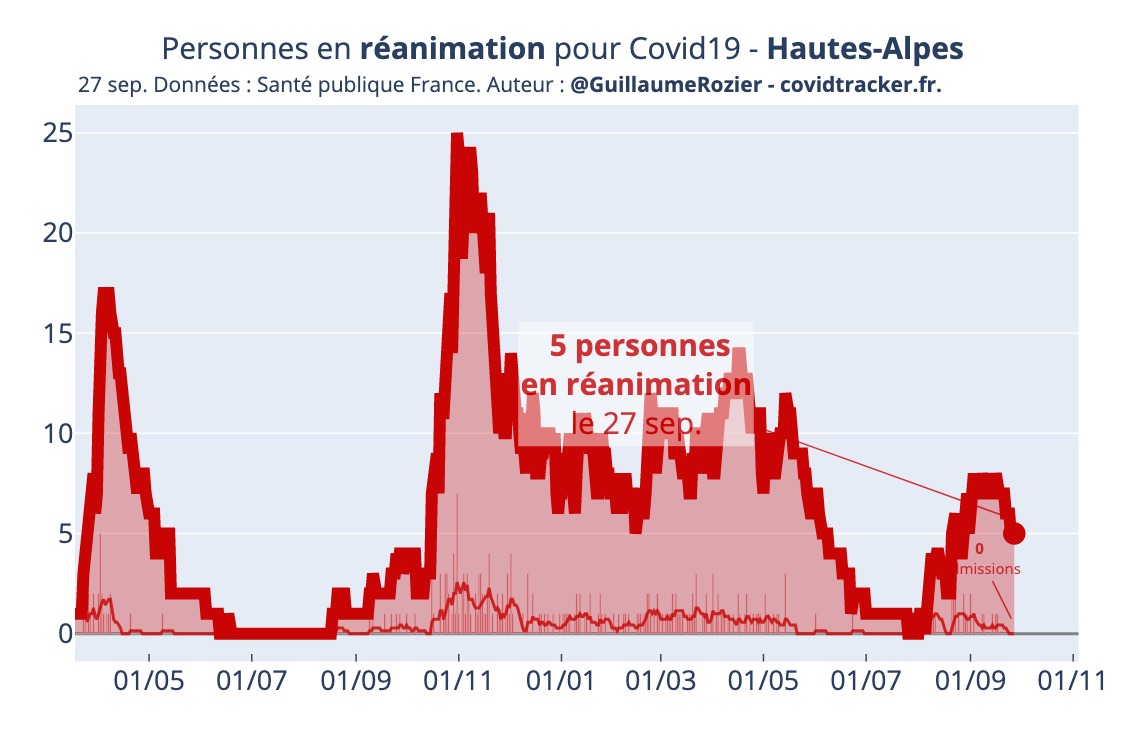 Personnes en réanimation pour Covid19 - Hautes-Alpes
27 sep. Données : Santé publique France. Auteur : @GuillaumeRozier - covidtracker.fr.
25
20
15
10
5
0
5 personnes
en réanimation
le 27 sep.
0
admissions
01/05 01/07 01/09 01/11 01/01 01/03 01/05 01/07 01/09 01/11